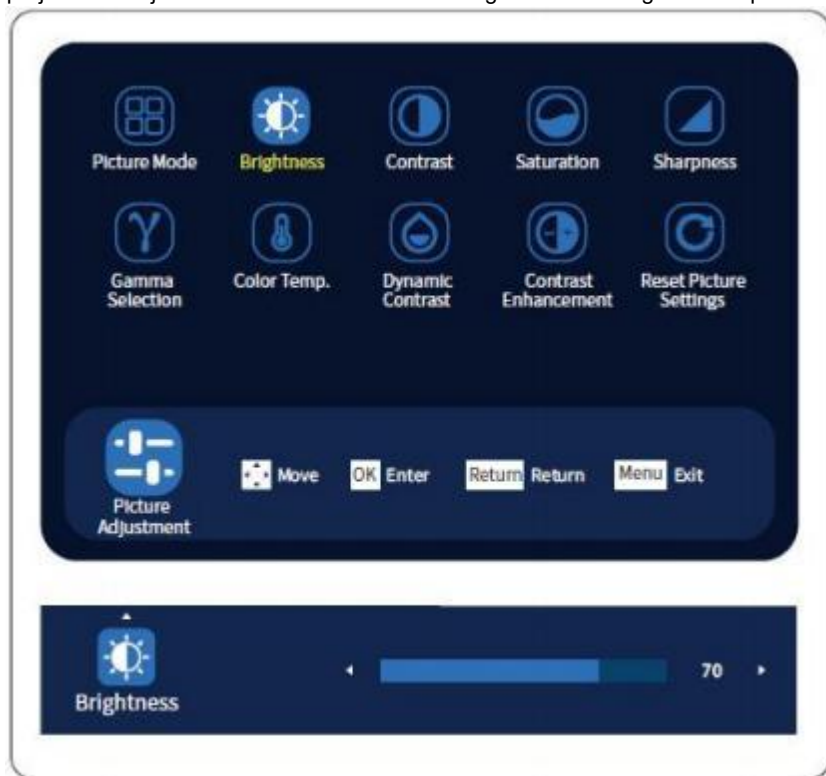 Picture Mode
Brightness
Contrast
Saturation
Sharpness
Gamma
Selection
Color Temp.
Dynamic
Contrast
Contrast
Enhancement
Reset Picture
Settings
Picture
Adjustment
Move
OK Enter
Return Return
Menu Exit
Brightness
70